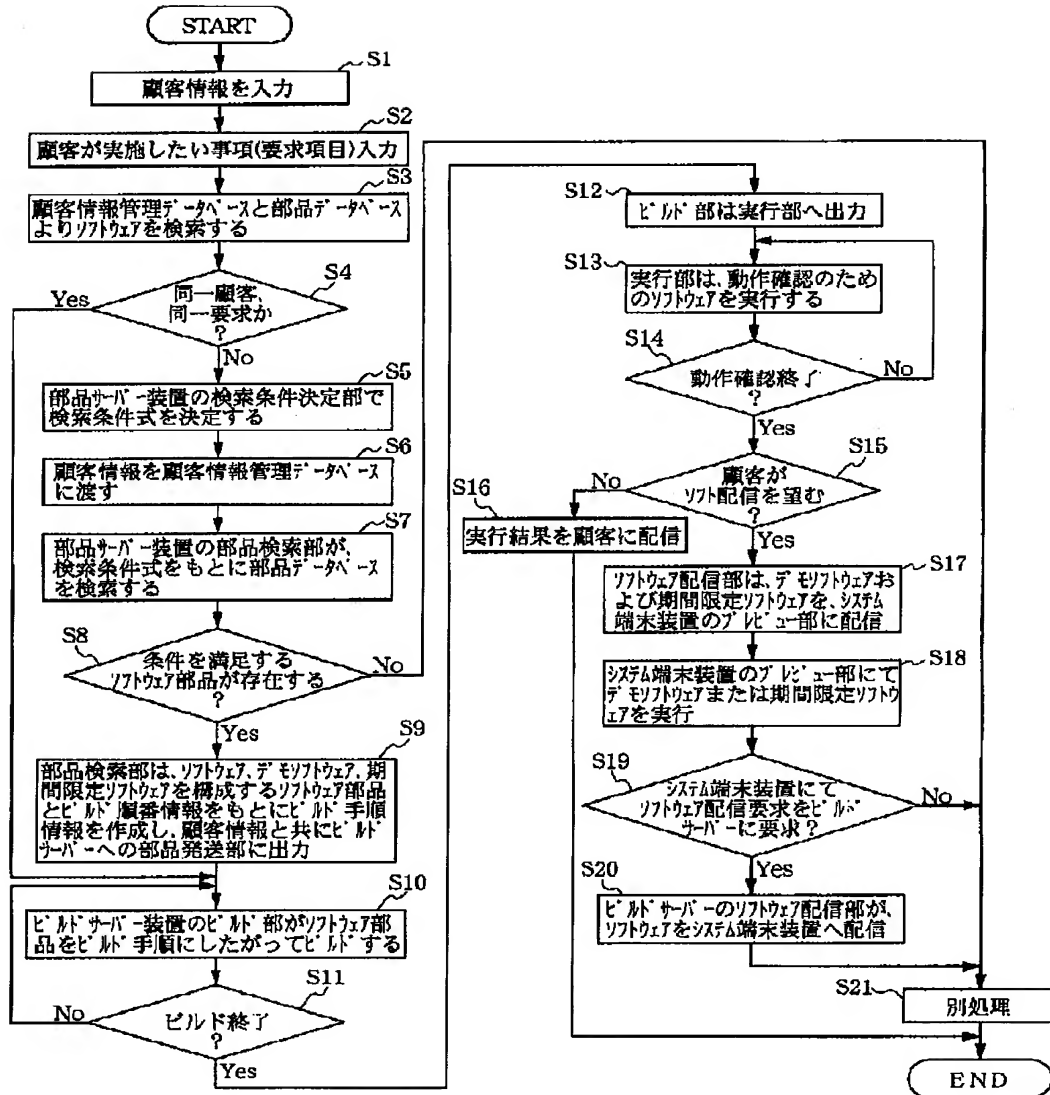 START
S1
顧客情報を入力
S2
顧客が実施したい事項(要求項目)入力
S3
顧客情報管理ﾃﾞｰﾀﾍﾞｰｽと部品ﾃﾞｰﾀﾍﾞｰｽ
よりｿﾌﾄｳｪｱを検索する
S4
同一顧客、
同一要求か
?
Yes
No
S5
部品ｻｰﾊﾞｰ装置の検索条件決定部で
検索条件式を決定する
S6
顧客情報を顧客情報管理ﾃﾞｰﾀﾍﾞｰｽ
に渡す
S7
部品ｻｰﾊﾞｰ装置の部品検索部が、
検索条件式をもとに部品ﾃﾞｰﾀﾍﾞｰｽ
を検索する
S8
条件を満足する
ｿﾌﾄｳｪｱ部品が存在する
?
No
Yes
S9
部品検索部は、ｿﾌﾄｳｪｱ、ﾃﾞﾓｿﾌﾄｳｪｱ、期
間限定ｿﾌﾄｳｪｱを構成するｿﾌﾄｳｪｱ部品
とﾋﾞﾙﾄﾞ順番情報をもとにﾋﾞﾙﾄﾞ手順
情報を作成し、顧客情報と共にﾋﾞﾙﾄﾞ
ｻｰﾊﾞｰへの部品発送部に出力
S10
ﾋﾞﾙﾄﾞｻｰﾊﾞｰ装置のﾋﾞﾙﾄﾞ部がｿﾌﾄｳｪｱ部
品をﾋﾞﾙﾄﾞ手順にしたがってﾋﾞﾙﾄﾞする
S11
ビルド終了
?
No
Yes
S12
ﾋﾞﾙﾄﾞ部は実行部へ出力
S13
実行部は、動作確認のため
のｿﾌﾄｳｪｱを実行する
S14
動作確認終了
?
No
Yes
S15
顧客が
ｿﾌﾄ配信を望む
?
No
Yes
S16
実行結果を顧客に配信
S17
ｿﾌﾄｳｪｱ配信部は、ﾃﾞﾓｿﾌﾄｳｪｱお
よび期間限定ｿﾌﾄｳｪｱを、ｼｽﾃﾑ
端末装置のﾌﾟﾚﾋﾞｭｰ部に配信
S18
ｼｽﾃﾑ端末装置のﾌﾟﾚﾋﾞｭｰ部にて
ﾃﾞﾓｿﾌﾄｳｪｱまたは期間限定ｿﾌﾄｳ
ｪｱを実行
S19
ｼｽﾃﾑ端末装置にて
ｿﾌﾄｳｪｱ配信要求をﾋﾞﾙﾄﾞ
ｻｰﾊﾞｰに要求?
No
Yes
S20
ﾋﾞﾙﾄﾞｻｰﾊﾞｰのｿﾌﾄｳｪｱ配信部が、
ｿﾌﾄｳｪｱをｼｽﾃﾑ端末装置へ配信
S21
別処理
END